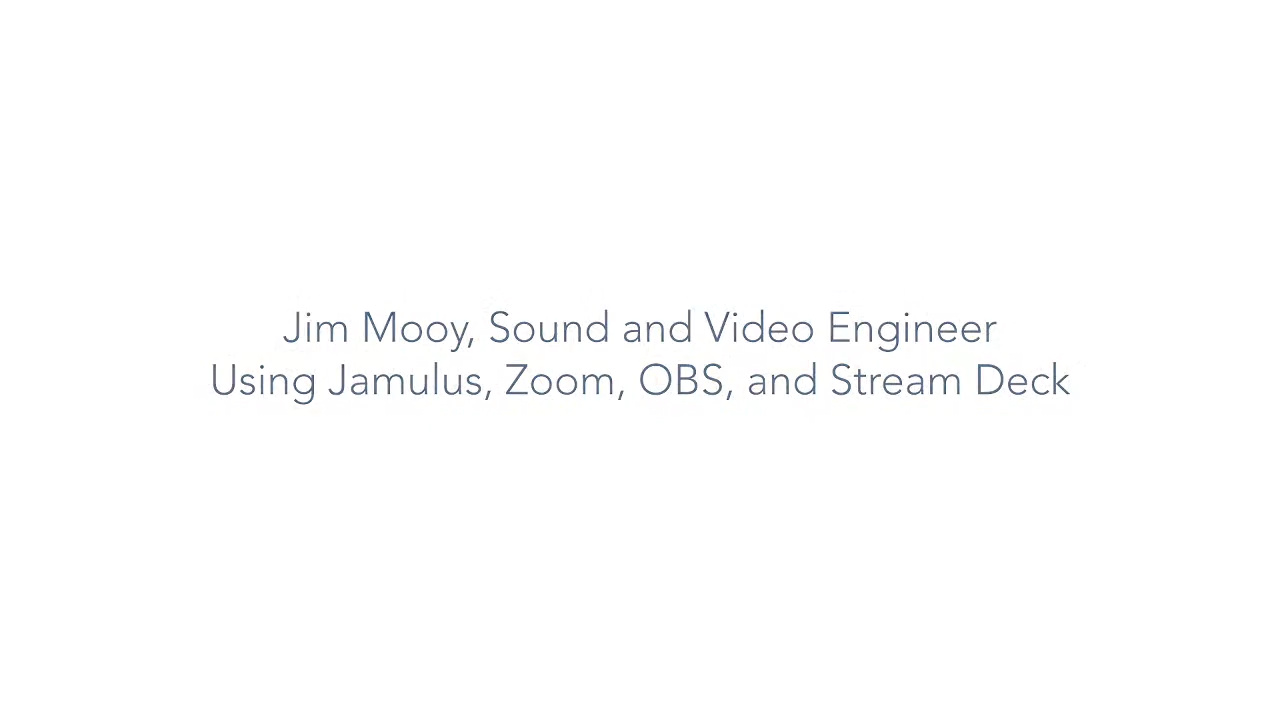 Jim Mooy, Sound and Video Engineer
Using Jamulus, Zoom, OBS, and Stream Deck